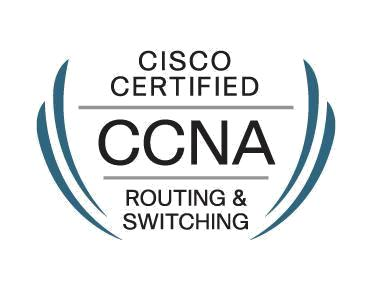 CISCO
CERTIFIED
CCNA
ROUTING &
SWITCHING